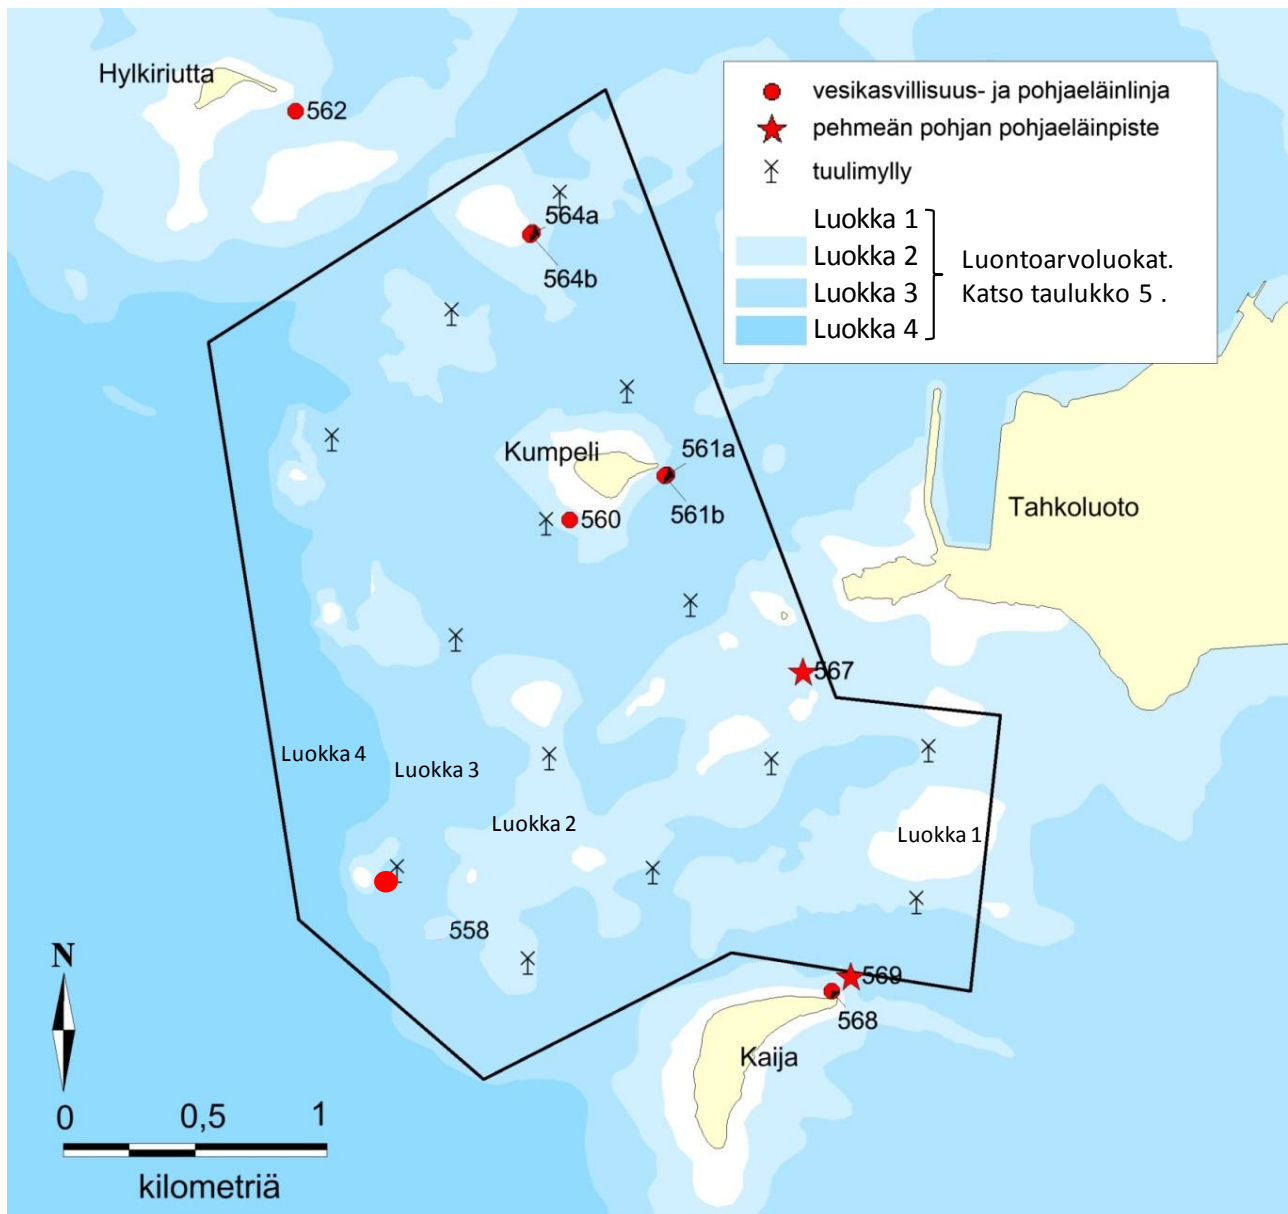 Hylkiriutta
562
vesikasvillisuus- ja pohjaeläinlinja
pehmeän pohjan pohjaeläinpiste
tuulimylly
Luokka 1
Luokka 2
Luokka 3
Luokka 4
Luontoarvoluokat.
Katso taulukko 5 .
564a
564b
Kumpeli
561a
561b
560
Tahkoluoto
567
Luokka 4
Luokka 3
Luokka 2
Luokka 1
558
N
569
568
Kaija
0 0,5 1
kilometriä